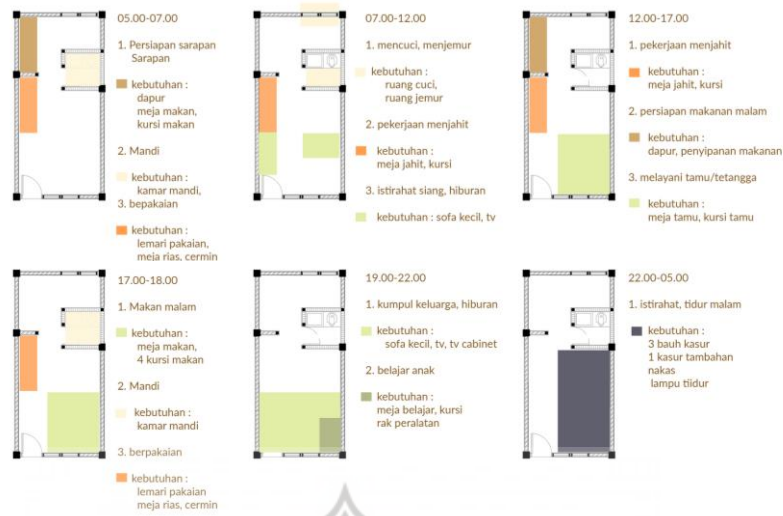 05.00-07.00
1. Persiapan sarapan
Sarapan
kebutuhan :
dapur
meja makan,
kursi makan
2. Mandi
kebutuhan :
kamar mandi,
3. bepakaian
kebutuhan :
lemari pakaian,
meja rias, cermin
07.00-12.00
1. mencuci, menjemur
kebutuhan :
ruang cuci,
ruang jemur
2. pekerjaan menjahit
kebutuhan :
meja jahit, kursi
3. istirahat siang, hiburan
kebutuhan : sofa kecil, tv
12.00-17.00
1. pekerjaan menjahit
kebutuhan :
meja jahit, kursi
2. persiapan makanan malam
kebutuhan :
dapur, penyipanan makanan
3. melayani tamu/tetangga
kebutuhan :
meja tamu, kursi tamu
17.00-18.00
1. Makan malam
kebutuhan :
meja makan,
4 kursi makan
2. Mandi
kebutuhan :
kamar mandi
3. berpakaian
kebutuhan :
lemari pakaian
meja rias, cermin
19.00-22.00
1. kumpul keluarga, hiburan
kebutuhan :
sofa kecil, tv, tv cabinet
2. belajar anak
kebutuhan :
meja belajar, kursi
rak peralatan
22.00-05.00
1. istirahat, tidur malam
kebutuhan :
3 bauh kasur
1 kasur tambahan
nakas
lampu tiidur